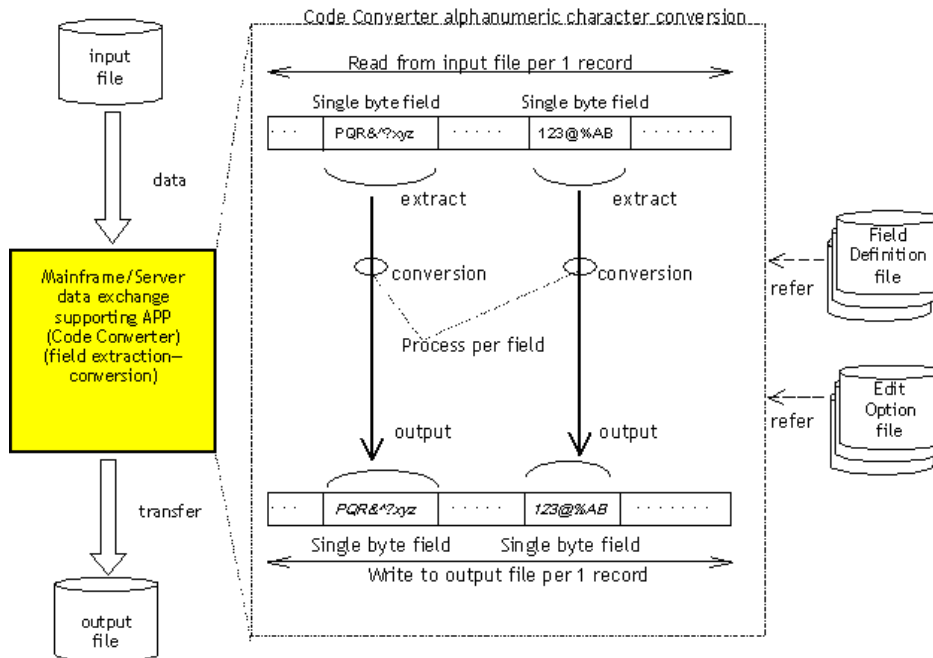 Code Converter alphanumeric character conversion
input
file
data
Mainframe/Server
data exchange
supporting APP
(Code Converter)
(field extraction–
conversion)
transfer
output
file
Read from input file per 1 record
Single byte field
Single byte field
· · ·
PQR&^?xyz
· · · · ·
123@%AB
· · · · · · ·
extract
extract
conversion
conversion
Process per field
output
output
· · ·
PQR&^?xyz
· · · · ·
123@%AB
· · · · · · ·
Single byte field
Single byte field
Write to output file per 1 record
Field
Definition
file
refer
Edit
Option
file
refer